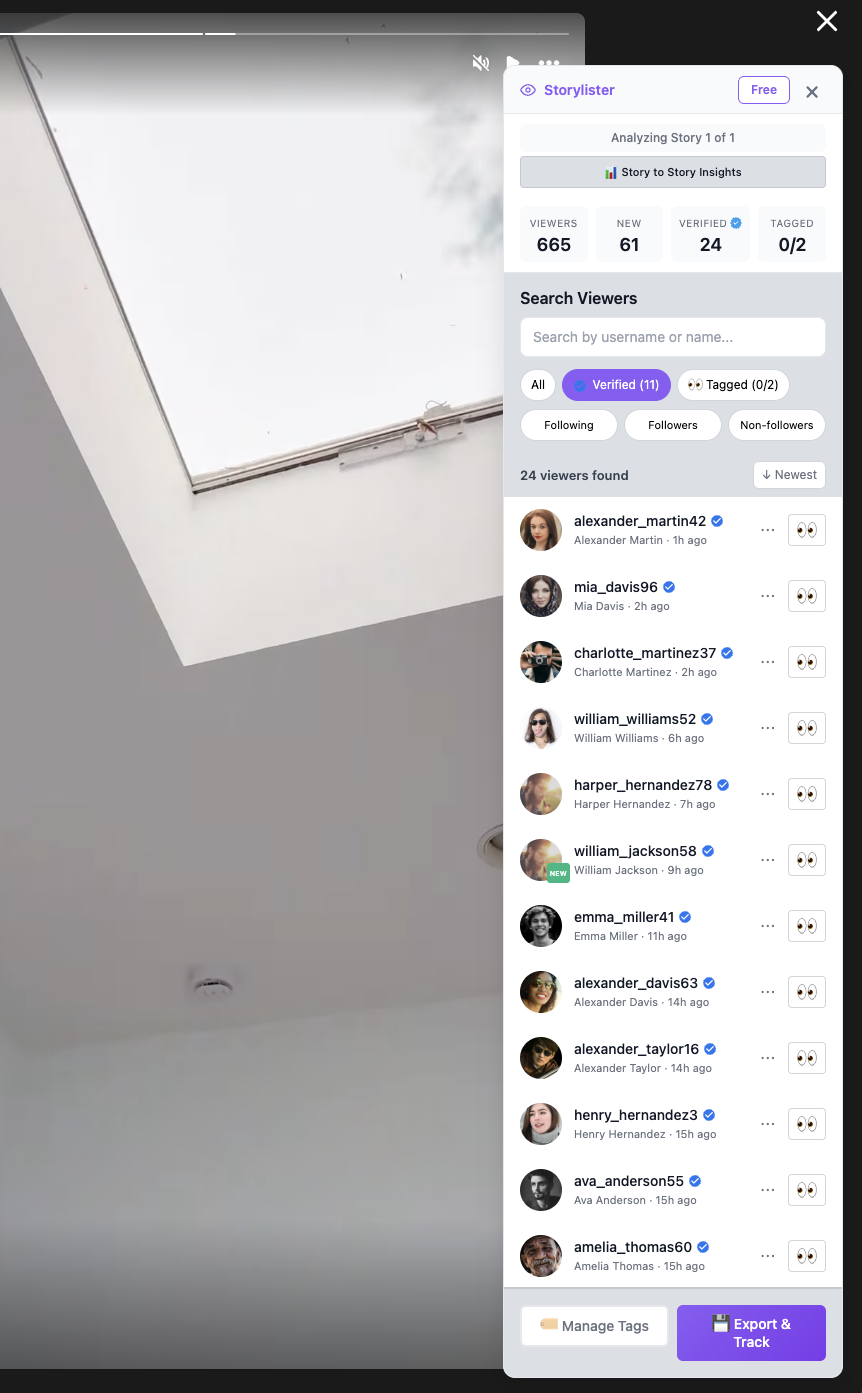 Storylister
Free
Analyzing Story 1 of 1
📊 Story to Story Insights
VIEWERS
665
NEW
61
VERIFIED
24
TAGGED
0/2
Search Viewers
Search by username or name...
All
Verified (11)
👀 Tagged (0/2)
Following
Followers
Non-followers
24 viewers found
↓ Newest
alexander_martin42
Alexander Martin · 1h ago
mia_davis96
Mia Davis · 2h ago
charlotte_martinez37
Charlotte Martinez · 2h ago
william_williams52
William Williams · 6h ago
harper_hernandez78
Harper Hernandez · 7h ago
william_jackson58
NEW
William Jackson · 9h ago
emma_miller41
Emma Miller · 11h ago
alexander_davis63
Alexander Davis · 14h ago
alexander_taylor16
Alexander Taylor · 14h ago
henry_hernandez3
Henry Hernandez · 15h ago
ava_anderson55
Ava Anderson · 15h ago
amelia_thomas60
Amelia Thomas · 15h ago
🏷️ Manage Tags
💾 Export &
Track